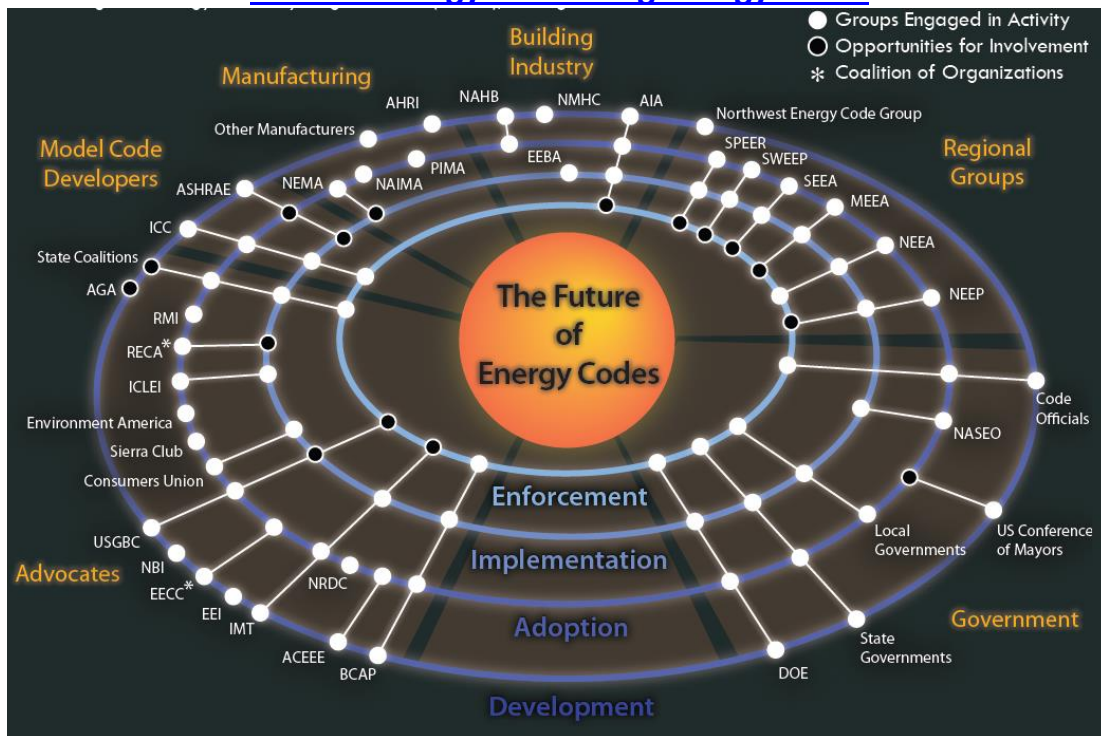 Groups Engaged in Activity
Opportunities for Involvement
* Coalition of Organizations
Building
Industry
Manufacturing
Model Code
Developers
Regional
Groups
AHRI
NAHB
NMHC
AIA
Northwest Energy Code Group
Other Manufacturers
PIMA
EEBA
SPEER
SWEEP
SEEA
MEEA
NEEA
NEEP
ASHRAE
NEMA
NAIMA
ICC
State Coalitions
AGA
RMI
RECA*
ICLEI
Environment America
Sierra Club
Consumers Union
The Future
of
Energy Codes
Code
Officials
NASEO
US Conference
of Mayors
Local
Governments
Enforcement
Implementation
Adoption
Development
USGBC
NBI
EECC*
EEI
IMT
NRDC
ACEEE
BCAP
DOE
State
Governments
Advocates
Government